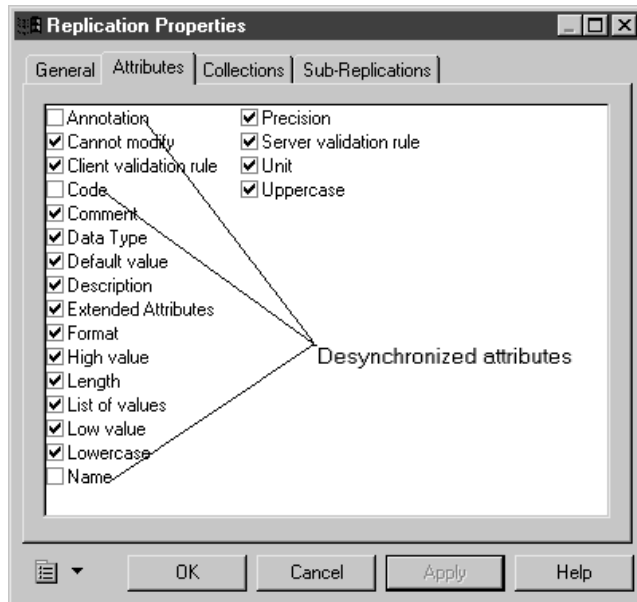 Replication Properties
General Attributes Collections Sub-Replications
Annotation
Cannot modify
Client validation rule
Code
Comment
Data Type
Default value
Description
Extended Attributes
Format
High value
Length
List of values
Low value
Lowercase
Name
Precision
Server validation rule
Unit
Uppercase
Desynchronized attributes
OK Cancel Apply Help